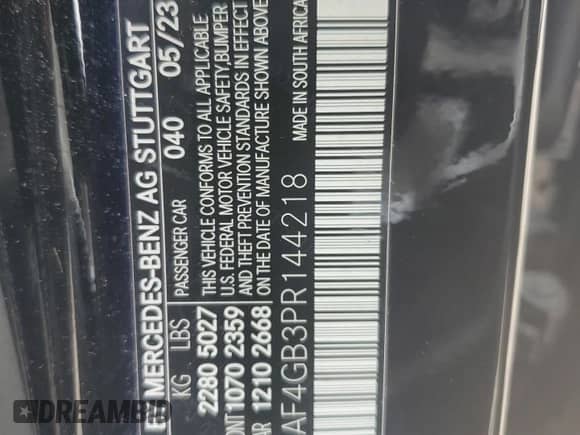 MERCEDES-BENZ AG STUTTGART
040 05/23
KG LBS PASSENGER CAR
2280 5027
1070 2359
1210 2668
THIS VEHICLE CONFORMS TO ALL APPLICABLE
U.S. FEDERAL MOTOR VEHICLE SAFETY,BUMPER
AND THEFT PREVENTION STANDARDS IN EFFECT
ON THE DATE OF MANUFACTURE SHOWN ABOVE
AF4GB3PR144218 MADE IN SOUTH AFRICA
DREAMBID